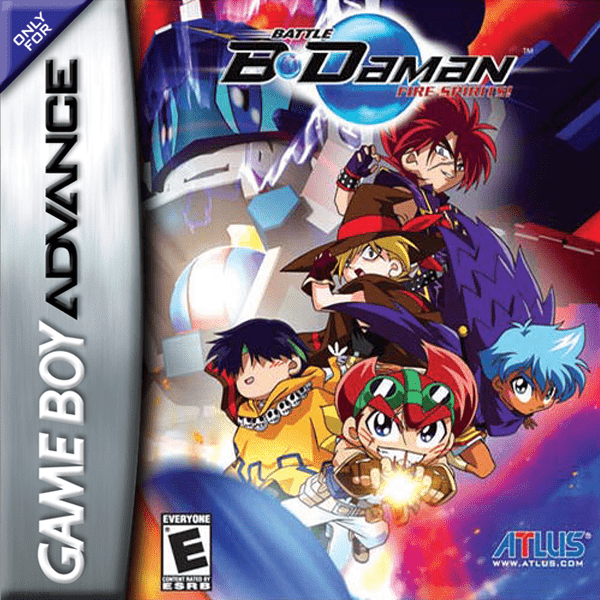 ONLY
FOR
GAME BOY ADVANCE
BATTLE
B-DAMAN
TM
FIRE SPIRITS!
EVERYONE
E
CONTENT RATED BY
ESRB
ATLUS®
WWW.ATLUS.COM